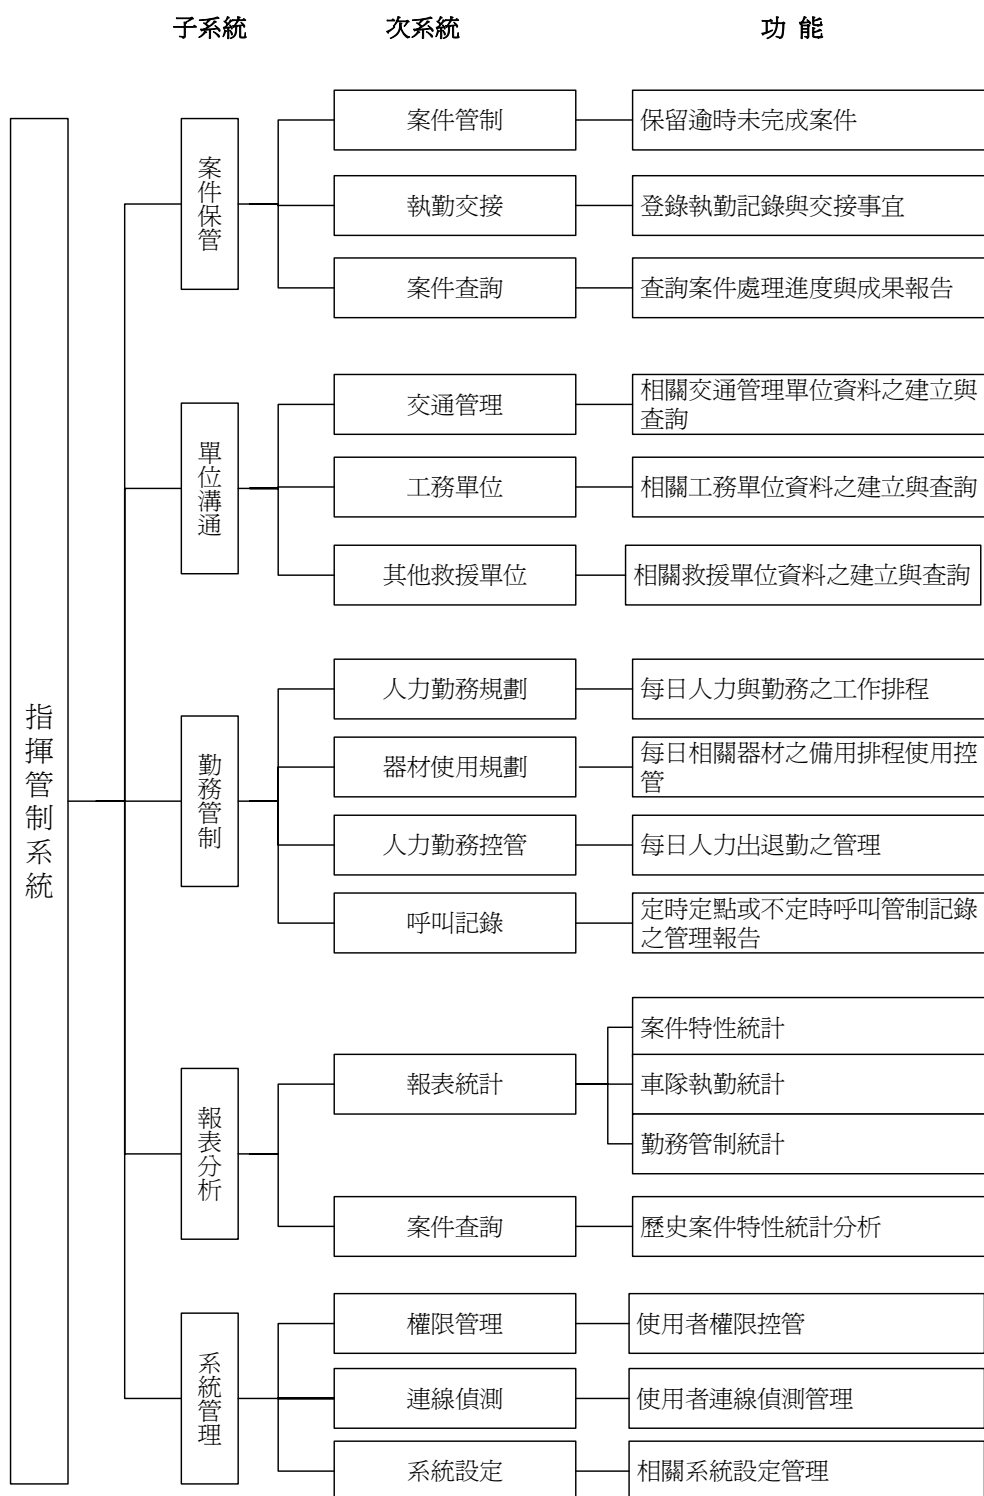 子系統
次系統
功 能
指揮管制系統
案件保管
案件管制
保留逾時未完成案件
執勤交接
登錄執勤記錄與交接事宜
案件查詢
查詢案件處理進度與成果報告
單位溝通
交通管理
相關交通管理單位資料之建立與
查詢
工務單位
相關工務單位資料之建立與查詢
其他救援單位
相關救援單位資料之建立與查詢
勤務管制
人力勤務規劃
每日人力與勤務之工作排程
器材使用規劃
每日相關器材之備用排程使用控
管
人力勤務控管
每日人力出退勤之管理
呼叫記錄
定時定點或不定時呼叫管制記錄
之管理報告
報表分析
報表統計
案件特性統計
車隊執勤統計
勤務管制統計
案件查詢
歷史案件特性統計分析
系統管理
權限管理
使用者權限控管
連線偵測
使用者連線偵測管理
系統設定
相關系統設定管理